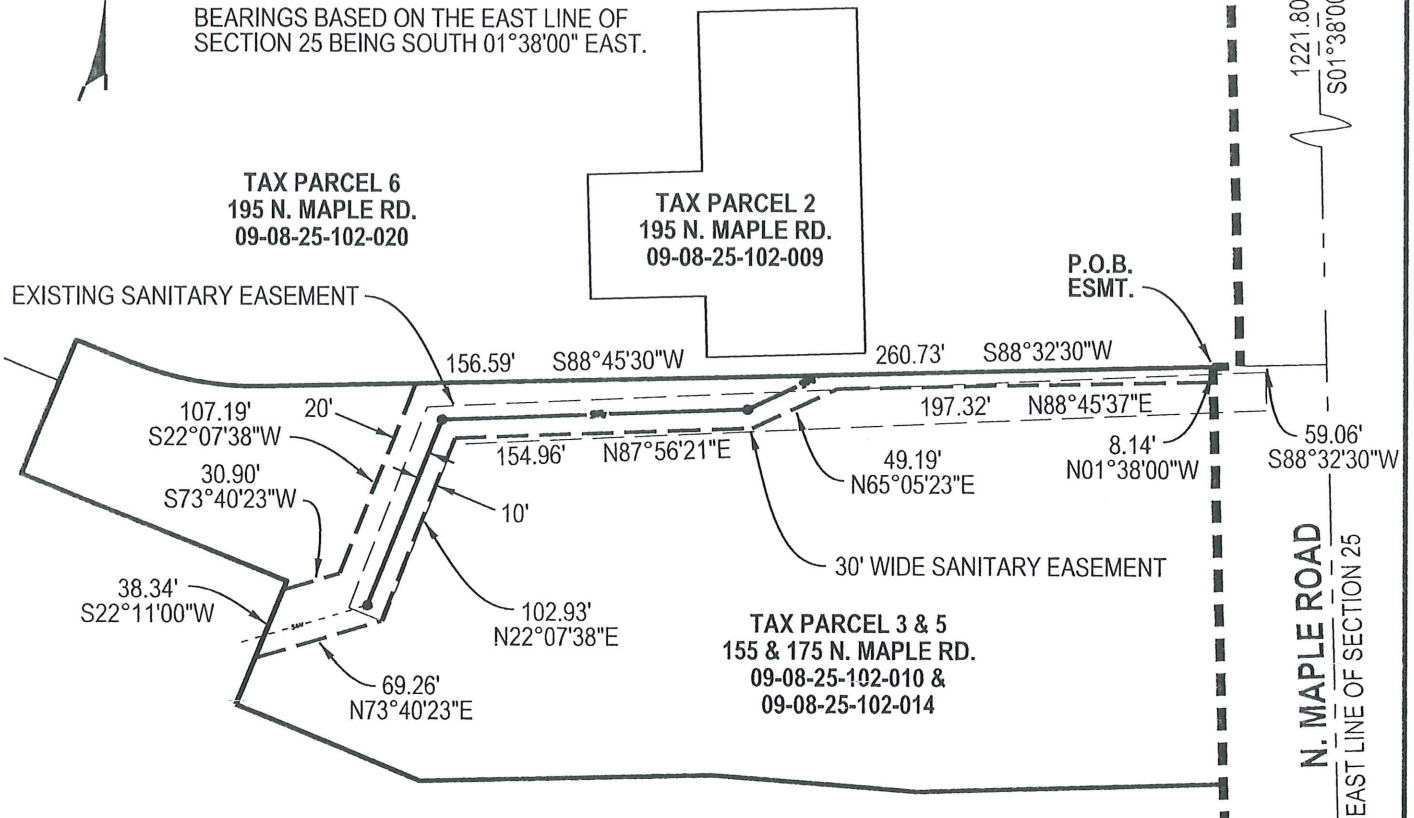 BEARINGS BASED ON THE EAST LINE OF
SECTION 25 BEING SOUTH 01°38'00" EAST.
1221.80
S01°38'00
TAX PARCEL 6
195 N. MAPLE RD.
09-08-25-102-020
TAX PARCEL 2
195 N. MAPLE RD.
09-08-25-102-009
P.O.B.
ESMT.
EXISTING SANITARY EASEMENT
156.59' S88°45'30"W
260.73' S88°32'30"W
107.19'
S22°07'38"W
20'
30.90'
S73°40'23"W
154.96' N87°56'21"E
197.32' N88°45'37"E
49.19'
N65°05'23"E
8.14'
N01°38'00"W
59.06'
S88°32'30"W
10'
30' WIDE SANITARY EASEMENT
38.34'
S22°11'00"W
SAN
102.93'
N22°07'38"E
69.26'
N73°40'23"E
TAX PARCEL 3 & 5
155 & 175 N. MAPLE RD.
09-08-25-102-010 &
09-08-25-102-014
N. MAPLE ROAD
EAST LINE OF SECTION 25